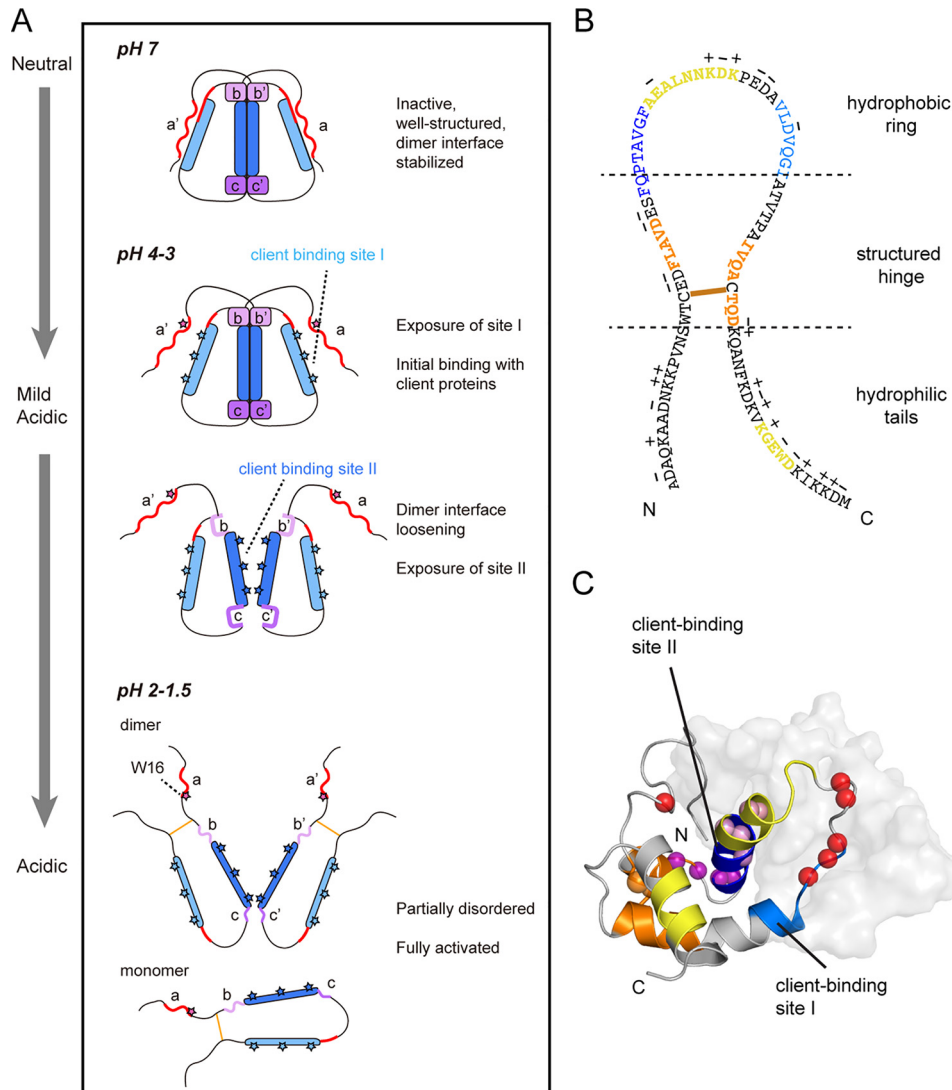 A
Neutral
Mild
Acidic
Acidic
pH 7
b b'
a' a
c c'
Inactive,
well-structured,
dimer interface
stabilized
pH 4-3
client binding site I
b b'
a' a
c c'
Exposure of site I
Initial binding with
client proteins
client binding site II
a' a
b b'
c c'
Dimer interface
loosening
Exposure of site II
pH 2-1.5
dimer
W16
a a'
b b'
c c'
Partially disordered
Fully activated
monomer
a b c
B
ADAQKAADNKKPVNSWTCEDFLAVDESFQPTAVGFAEALNNKDKPEDAVLDVQGIATVTPAIVQACTQDKQANFKDKVKGEWDKIKKDM
N
C
hydrophobic
ring
structured
hinge
hydrophilic
tails
C
client-binding
site II
N
C
client-binding
site I